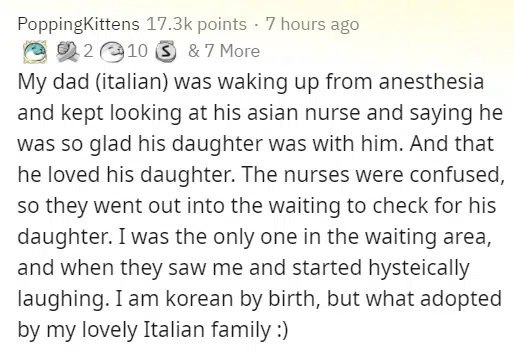 PoppingKittens 17.3k points · 7 hours ago
2 10 S & 7 More
My dad (italian) was waking up from anesthesia
and kept looking at his asian nurse and saying he
was so glad his daughter was with him. And that
he loved his daughter. The nurses were confused,
so they went out into the waiting to check for his
daughter. I was the only one in the waiting area,
and when they saw me and started hysteically
laughing. I am korean by birth, but what adopted
by my lovely Italian family :)